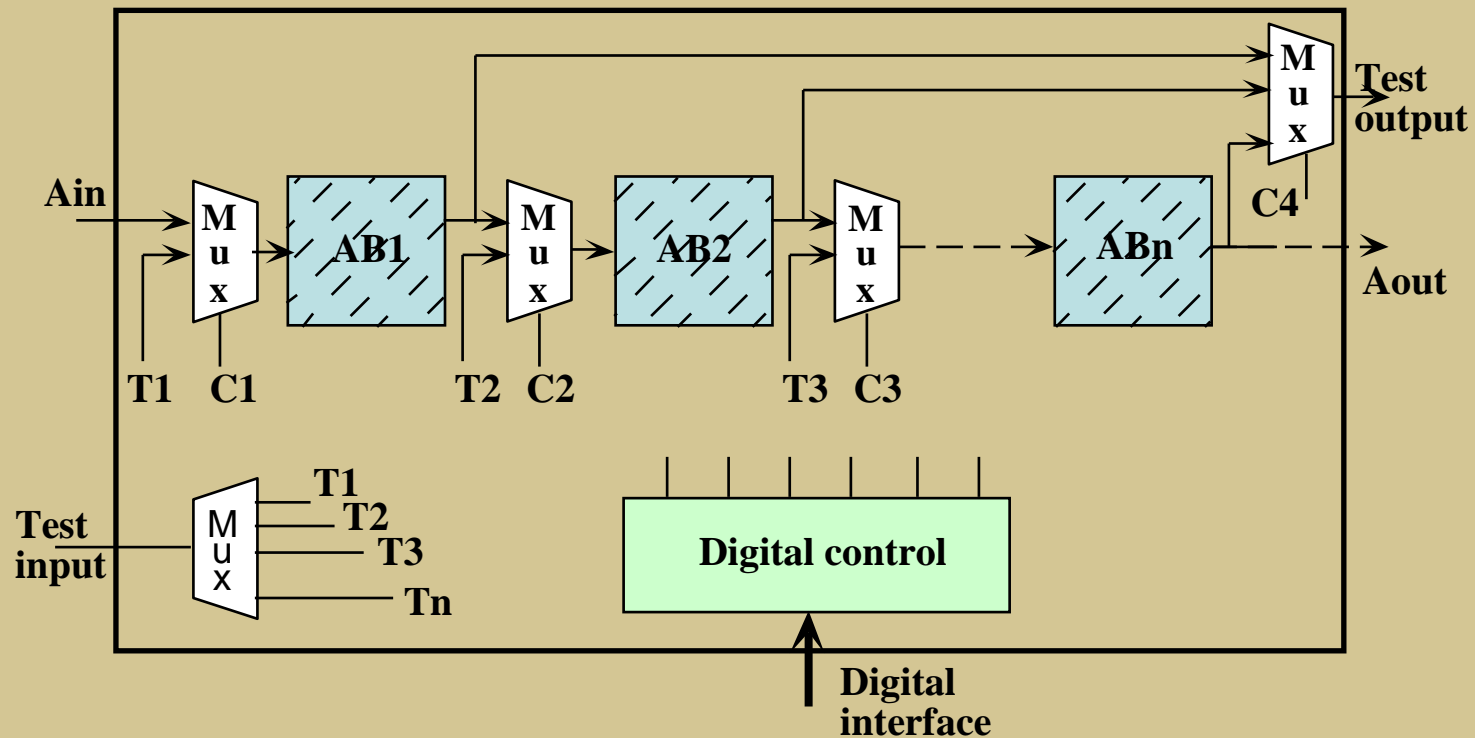 M
u
x
Test
output
Ain
M
u
x
AB1
M
u
x
AB2
M
u
x
ABn
C4
Aout
T1
C1
T2
C2
T3
C3
Test
input
M
u
x
T1
T2
T3
Tn
Digital control
Digital
interface